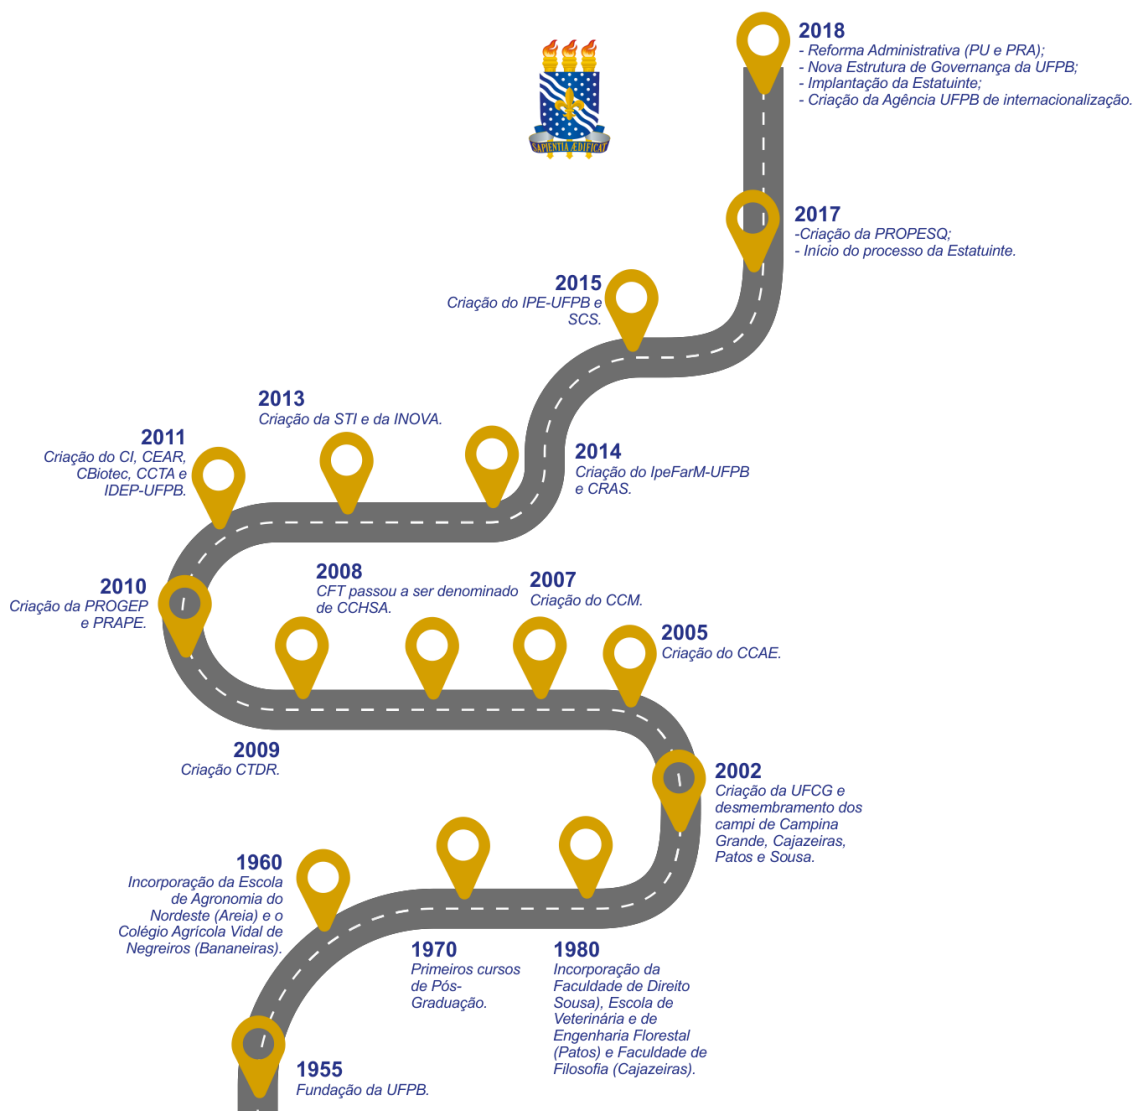 2018
- Reforma Administrativa (PU e PRA);
- Nova Estrutura de Governança da UFPB;
- Implantação da Estatuinte;
- Criação da Agência UFPB de internacionalização.
SAPIENTIA ÆDIFICAT
2017
-Criação da PROPESQ;
- Início do processo da Estatuinte.
2015
Criação do IPE-UFPB e
SCS.
2013
Criação da STI e da INOVA.
2014
Criação do IpeFarM-UFPB
e CRAS.
2011
Criação do CI, CEAR,
CBiotec, CCTA e
IDEP-UFPB.
2010
Criação da PROGEP
e PRAPE.
2008
CFT passou a ser denominado
de CCHSA.
2007
Criação do CCM.
2005
Criação do CCAE.
2009
Criação CTDR.
2002
Criação da UFCG e
desmembramento dos
campi de Campina
Grande, Cajazeiras,
Patos e Sousa.
1960
Incorporação da Escola
de Agronomia do
Nordeste (Areia) e o
Colégio Agrícola Vidal de
Negreiros (Bananeiras).
1970
Primeiros cursos
de Pós-
Graduação.
1980
Incorporação da
Faculdade de Direito
Sousa), Escola de
Veterinária e de
Engenharia Florestal
(Patos) e Faculdade de
Filosofia (Cajazeiras).
1955
Fundação da UFPB.